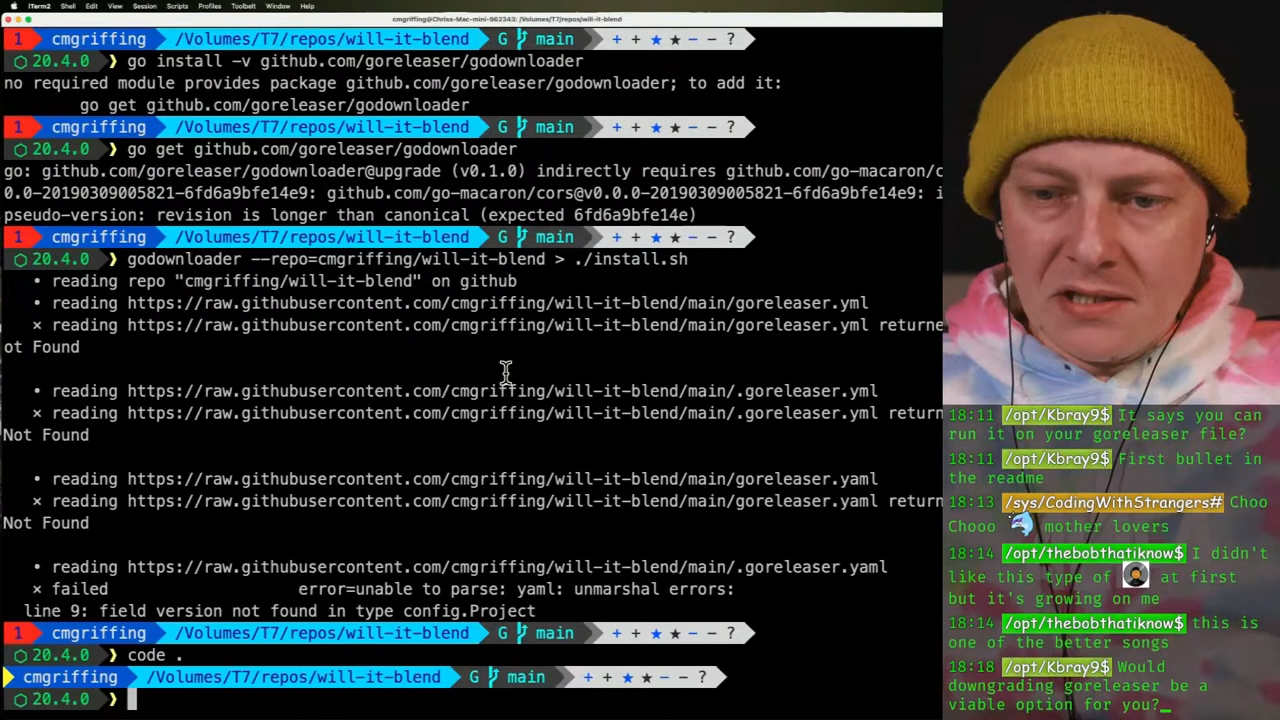 iTerm2 Shell Edit View Session Scripts Profiles Toolbelt Window Help
cmgriffing@Chriss-Mac-mini-962343: /Volumes/T7/repos/will-it-blend
1 cmgriffing /Volumes/T7/repos/will-it-blend G main + + ★ ★ − − ?
20.4.0 ❯ go install -v github.com/goreleaser/godownloader
no required module provides package github.com/goreleaser/godownloader; to add it:
go get github.com/goreleaser/godownloader
1 cmgriffing /Volumes/T7/repos/will-it-blend G main + + ★ ★ − − ?
20.4.0 ❯ go get github.com/goreleaser/godownloader
go: github.com/goreleaser/godownloader@upgrade (v0.1.0) indirectly requires github.com/go-macaron/c
0.0-20190309005821-6fd6a9bfe14e9: github.com/go-macaron/cors@v0.0.0-20190309005821-6fd6a9bfe14e9: i
pseudo-version: revision is longer than canonical (expected 6fd6a9bfe14e)
1 cmgriffing /Volumes/T7/repos/will-it-blend G main + + ★ ★ − − ?
20.4.0 ❯ godownloader --repo=cmgriffing/will-it-blend > ./install.sh
• reading repo "cmgriffing/will-it-blend" on github
• reading https://raw.githubusercontent.com/cmgriffing/will-it-blend/main/goreleaser.yml
× reading https://raw.githubusercontent.com/cmgriffing/will-it-blend/main/goreleaser.yml returne
ot Found
• reading https://raw.githubusercontent.com/cmgriffing/will-it-blend/main/.goreleaser.yml
× reading https://raw.githubusercontent.com/cmgriffing/will-it-blend/main/.goreleaser.yml return
Not Found
• reading https://raw.githubusercontent.com/cmgriffing/will-it-blend/main/goreleaser.yaml
× reading https://raw.githubusercontent.com/cmgriffing/will-it-blend/main/goreleaser.yaml return
Not Found
• reading https://raw.githubusercontent.com/cmgriffing/will-it-blend/main/.goreleaser.yaml
× failed error=unable to parse: yaml: unmarshal errors:
line 9: field version not found in type config.Project
1 cmgriffing /Volumes/T7/repos/will-it-blend G main + + ★ ★ − − ?
20.4.0 ❯ code .
cmgriffing /Volumes/T7/repos/will-it-blend G main + + ★ ★ − − ?
20.4.0 ❯
18:11 /opt/Kbray9$ It says you can
run it on your goreleaser file?
18:11 /opt/Kbray9$ First bullet in
the readme
18:13 /sys/CodingWithStrangers# Choo
Chooo mother lovers
18:14 /opt/thebobthatiknow$ I didn't
like this type of at first
but it's growing on me
18:14 /opt/thebobthatiknow$ this is
one of the better songs
18:18 /opt/Kbray9$ Would
downgrading goreleaser be a
viable option for you?_